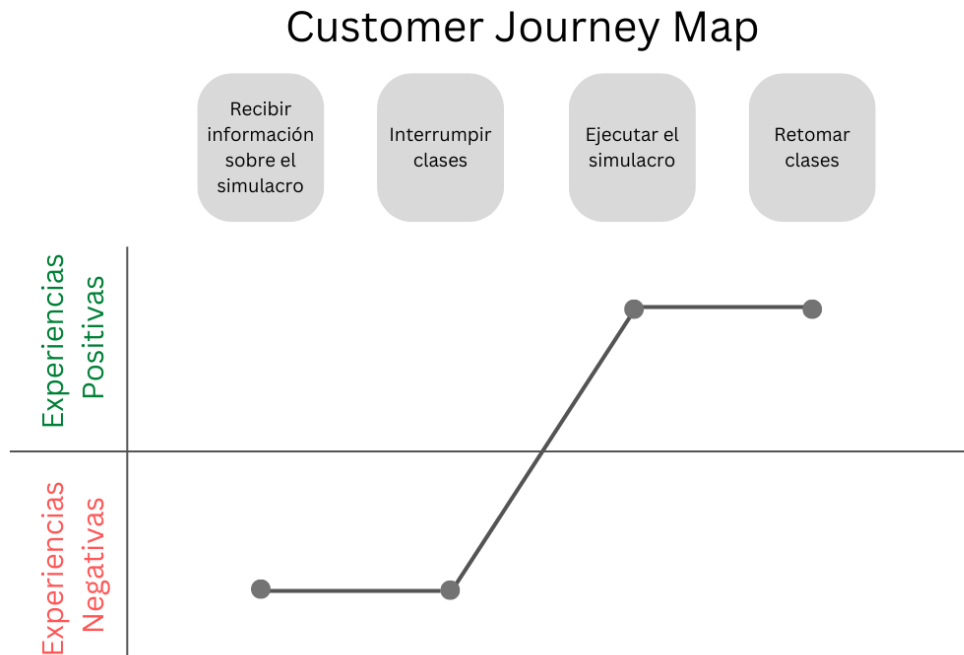 Customer Journey Map
Recibir
información
sobre el
simulacro
Interrumpir
clases
Ejecutar el
simulacro
Retomar
clases
Experiencias
Positivas
Experiencias
Negativas